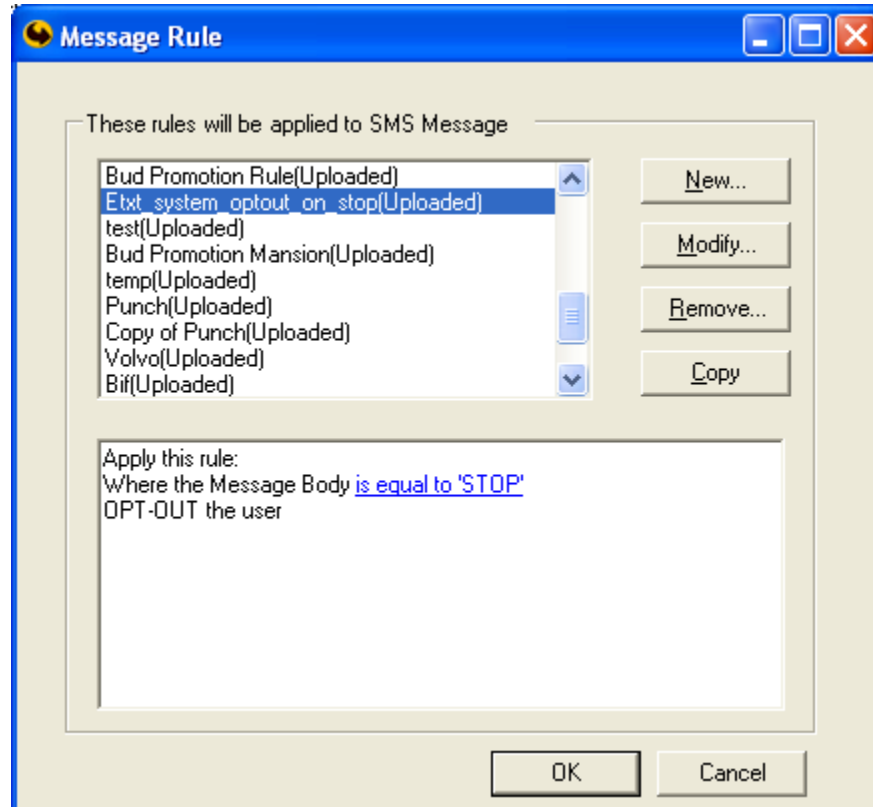 Message Rule
These rules will be applied to SMS Message
Bud Promotion Rule(Uploaded)
Etxt_system_optout_on_stop(Uploaded)
test(Uploaded)
Bud Promotion Mansion(Uploaded)
temp(Uploaded)
Punch(Uploaded)
Copy of Punch(Uploaded)
Volvo(Uploaded)
Bif(Uploaded)
New...
Modify...
Remove...
Copy
Apply this rule:
Where the Message Body is equal to 'STOP'
OPT-OUT the user
OK
Cancel